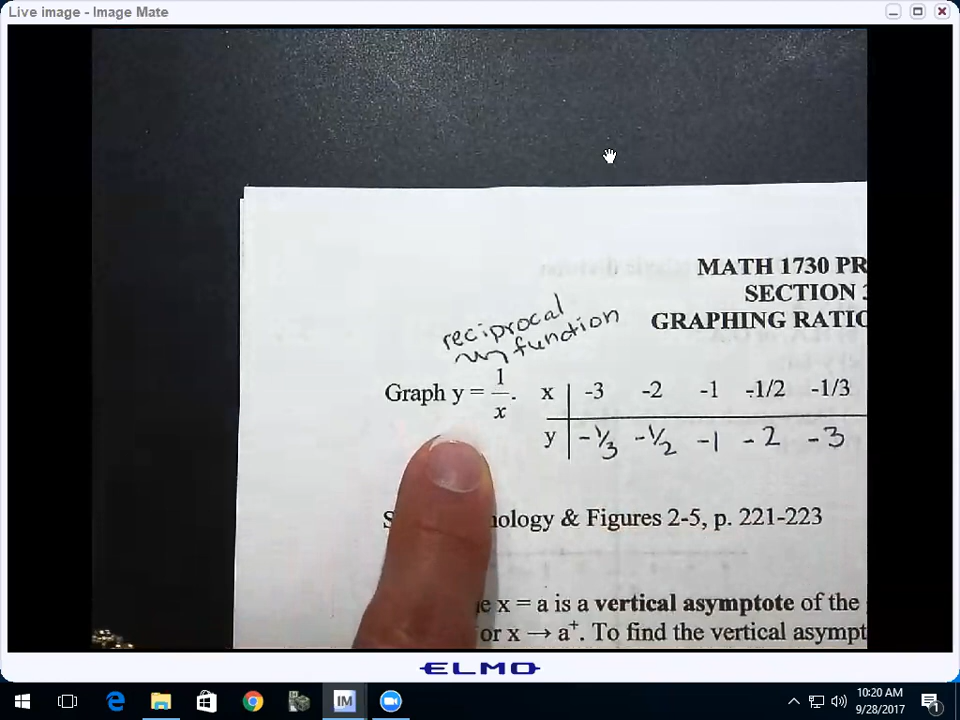 Live image - Image Mate
MATH 1730 PR
SECTION 3
GRAPHING RATIO
reciprocal
function
Graph y = 1/x.
x | -3 -2 -1 -1/2 -1/3
y | -1/3 -1/2 -1 -2 -3
ology & Figures 2-5, p. 221-223
e x = a is a vertical asymptote of the
or x → a⁺. To find the vertical asympt
ELMO
IM
10:20 AM
9/28/2017
1